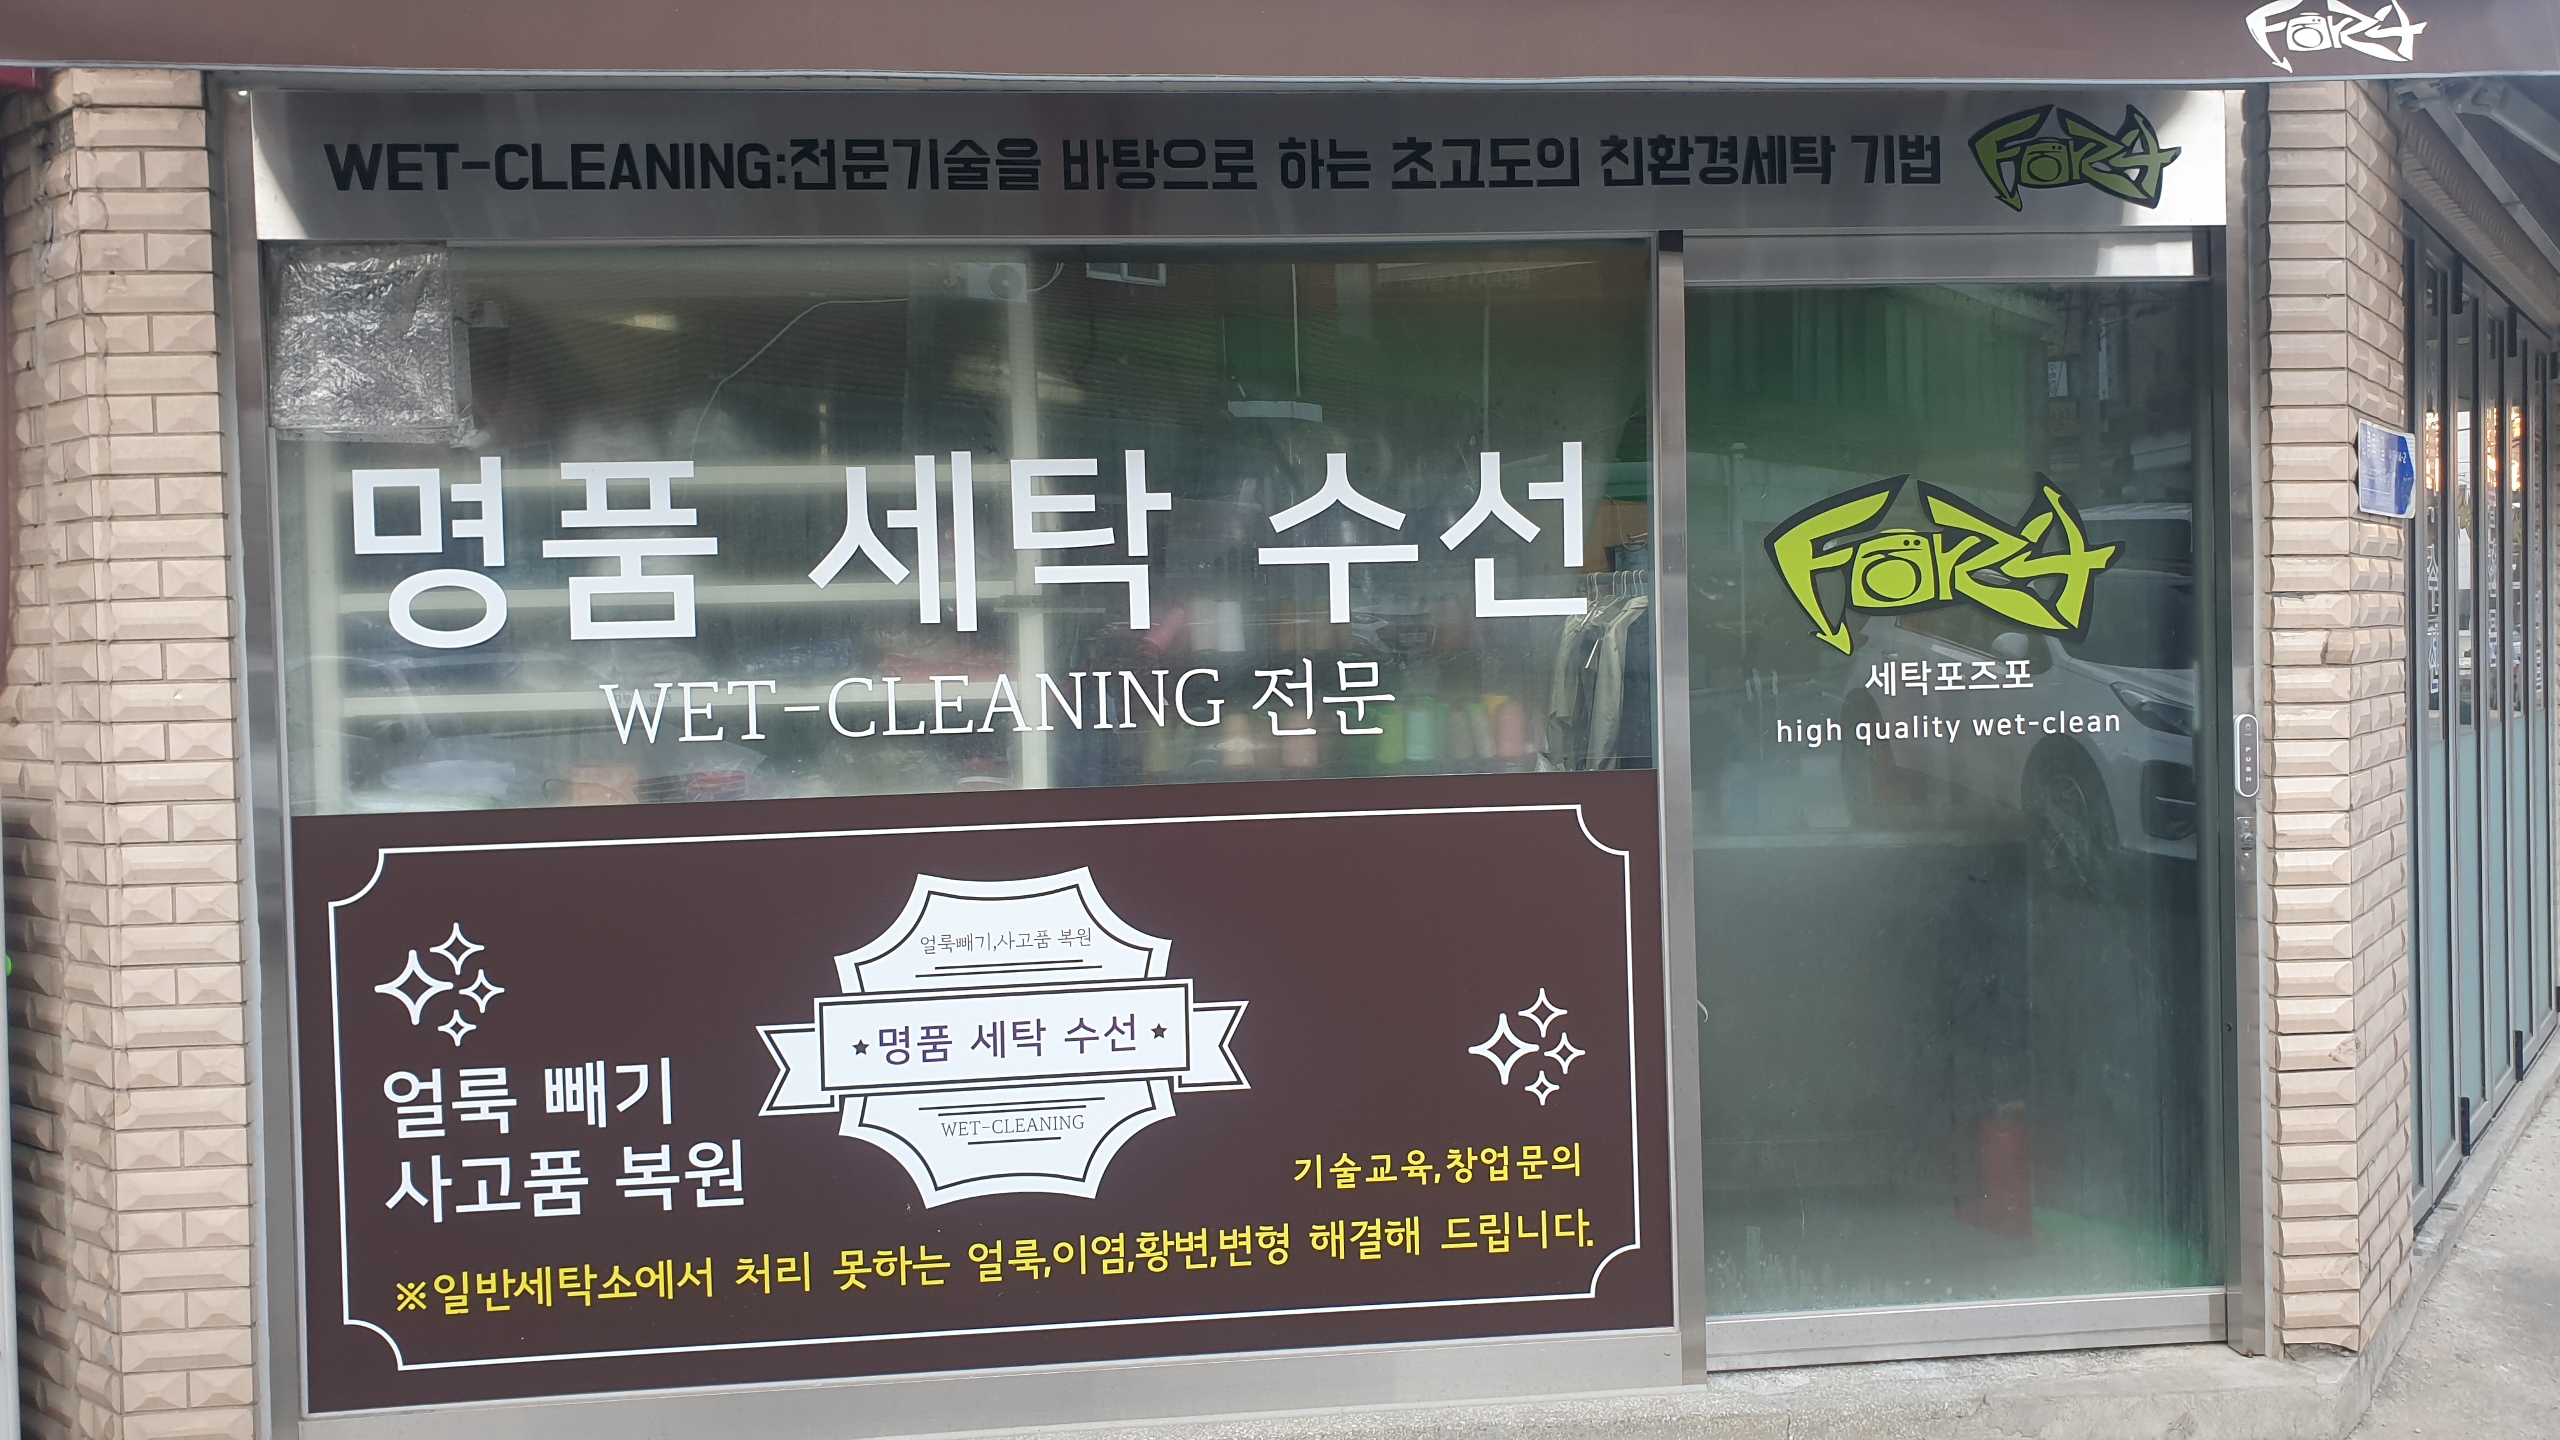 WET-CLEANING:전문기술을 바탕으로 하는 초고도의 친환경세탁 기법
명품 세탁 수선
WET-CLEANING 전문
세탁포즈포
high quality wet-clean
PUSH
얼룩빼기,사고품 복원
★명품 세탁 수선★
WET-CLEANING
얼룩 빼기
사고품 복원
기술교육,창업문의
※일반세탁소에서 처리 못하는 얼룩,이염,황변,변형 해결해 드립니다.